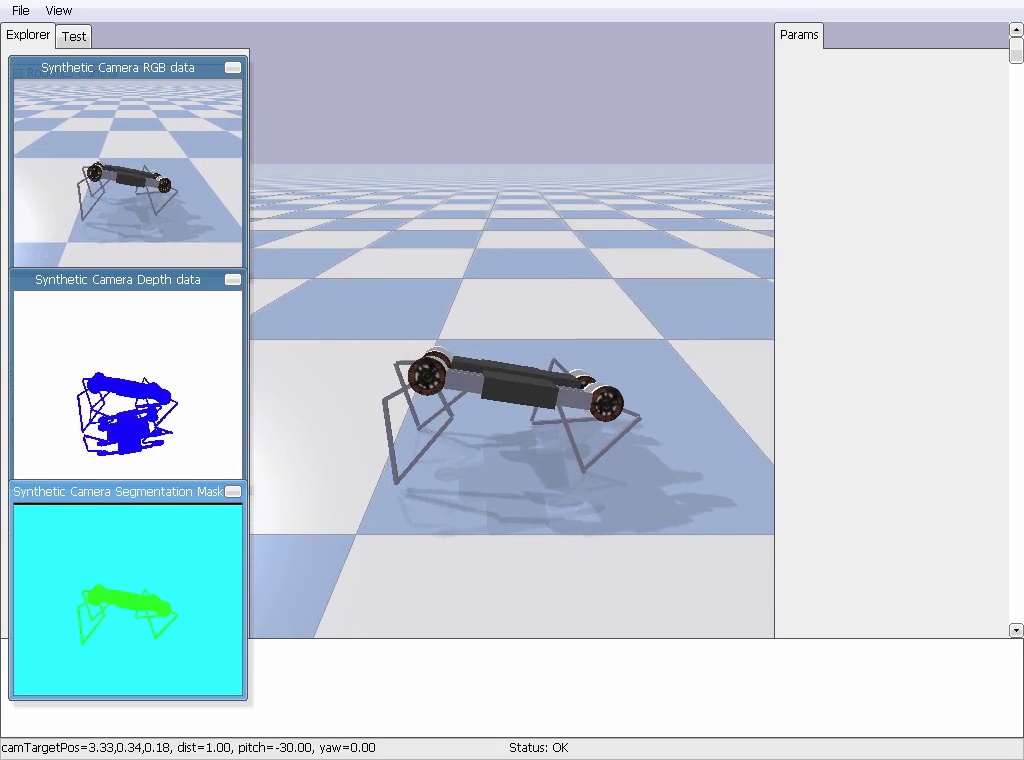 File View
Explorer Test
Params
Synthetic Camera RGB data
Synthetic Camera Depth data
Synthetic Camera Segmentation Mask
camTargetPos=3.33,0.34,0.18, dist=1.00, pitch=-30.00, yaw=0.00
Status: OK